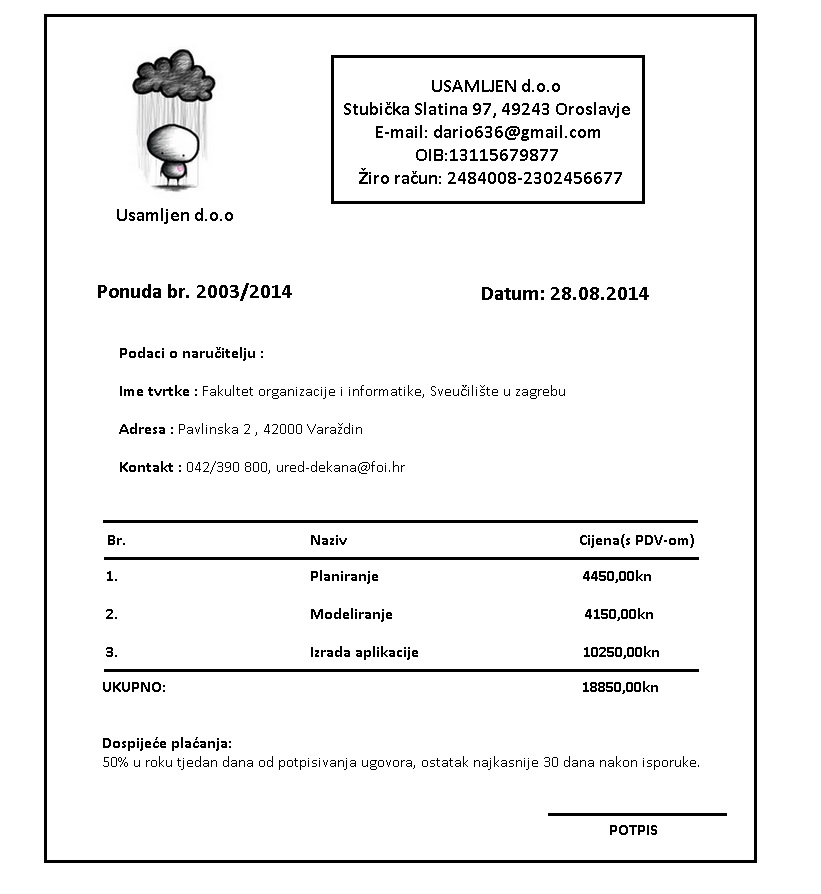 USAMLJEN d.o.o
Stubička Slatina 97, 49243 Oroslavje
E-mail: dario636@gmail.com
OIB:13115679877
Žiro račun: 2484008-2302456677
Usamljen d.o.o
Ponuda br. 2003/2014 Datum: 28.08.2014
Podaci o naručitelju :
Ime tvrtke : Fakultet organizacije i informatike, Sveučilište u zagrebu
Adresa : Pavlinska 2 , 42000 Varaždin
Kontakt : 042/390 800, ured-dekana@foi.hr
Br. Naziv Cijena(s PDV-om)
1. Planiranje 4450,00kn
2. Modeliranje 4150,00kn
3. Izrada aplikacije 10250,00kn
UKUPNO: 18850,00kn
Dospijeće plaćanja:
50% u roku tjedan dana od potpisivanja ugovora, ostatak najkasnije 30 dana nakon isporuke.
POTPIS